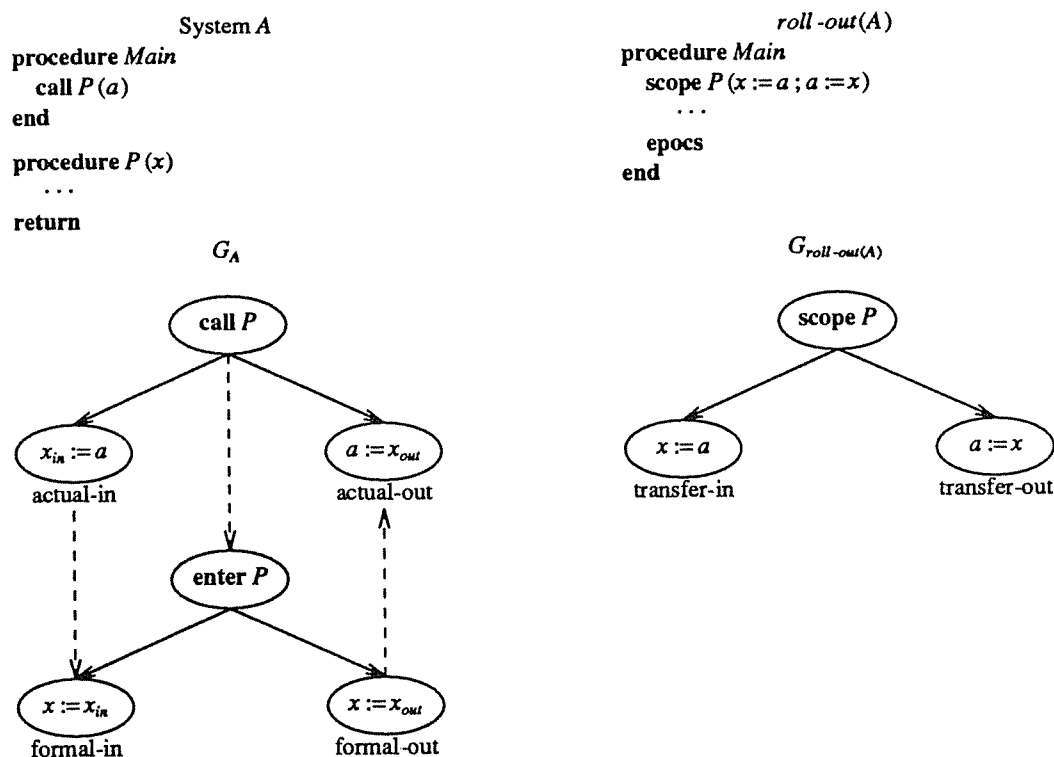 System A
procedure Main
call P (a)
end
procedure P (x)
. . .
return
G_A
call P
x_in := a
a := x_out
actual-in
actual-out
enter P
x := x_in
x := x_out
formal-in
formal-out
roll-out(A)
procedure Main
scope P (x := a ; a := x)
. . .
epocs
end
G_roll-out(A)
scope P
x := a
a := x
transfer-in
transfer-out